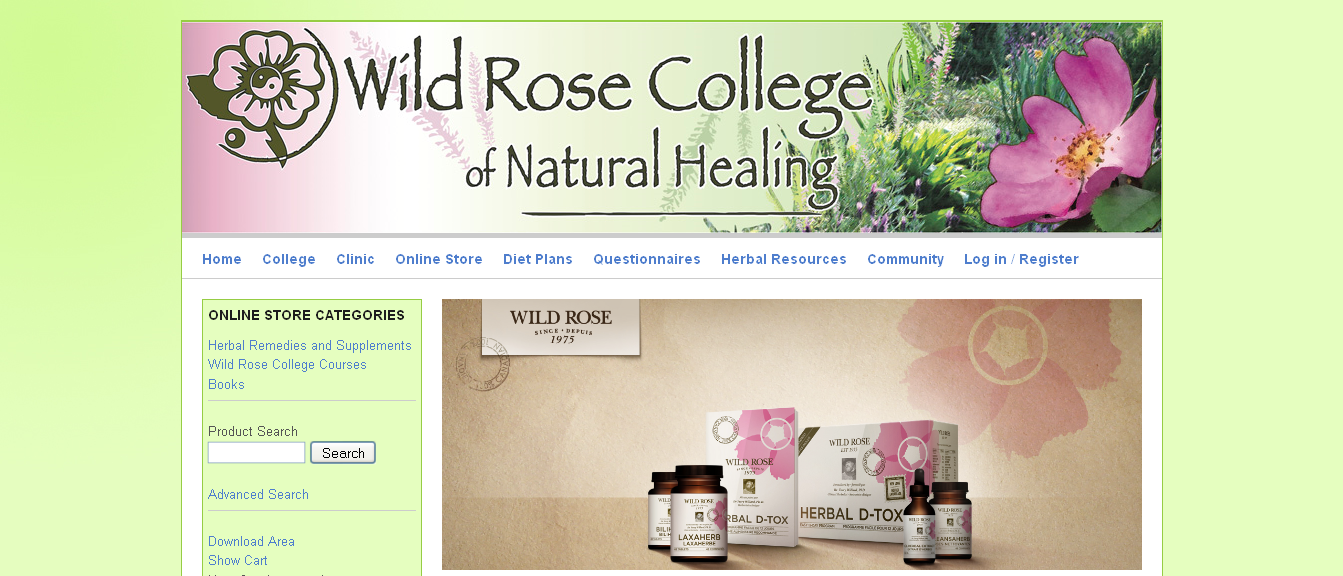 Wild Rose College
of Natural Healing
Home College Clinic Online Store Diet Plans Questionnaires Herbal Resources Community Log in / Register
ONLINE STORE CATEGORIES
Herbal Remedies and Supplements
Wild Rose College Courses
Books
Product Search
Search
Advanced Search
Download Area
Show Cart
WILD ROSE
SINCE • DEPUIS
1975
WILD ROSE
1975
HERBAL D-TOX
WILD ROSE
HERBAL D-TOX
WILD ROSE
LAXAHERB
LAXAHERBE
WILD ROSE
WILD ROSE